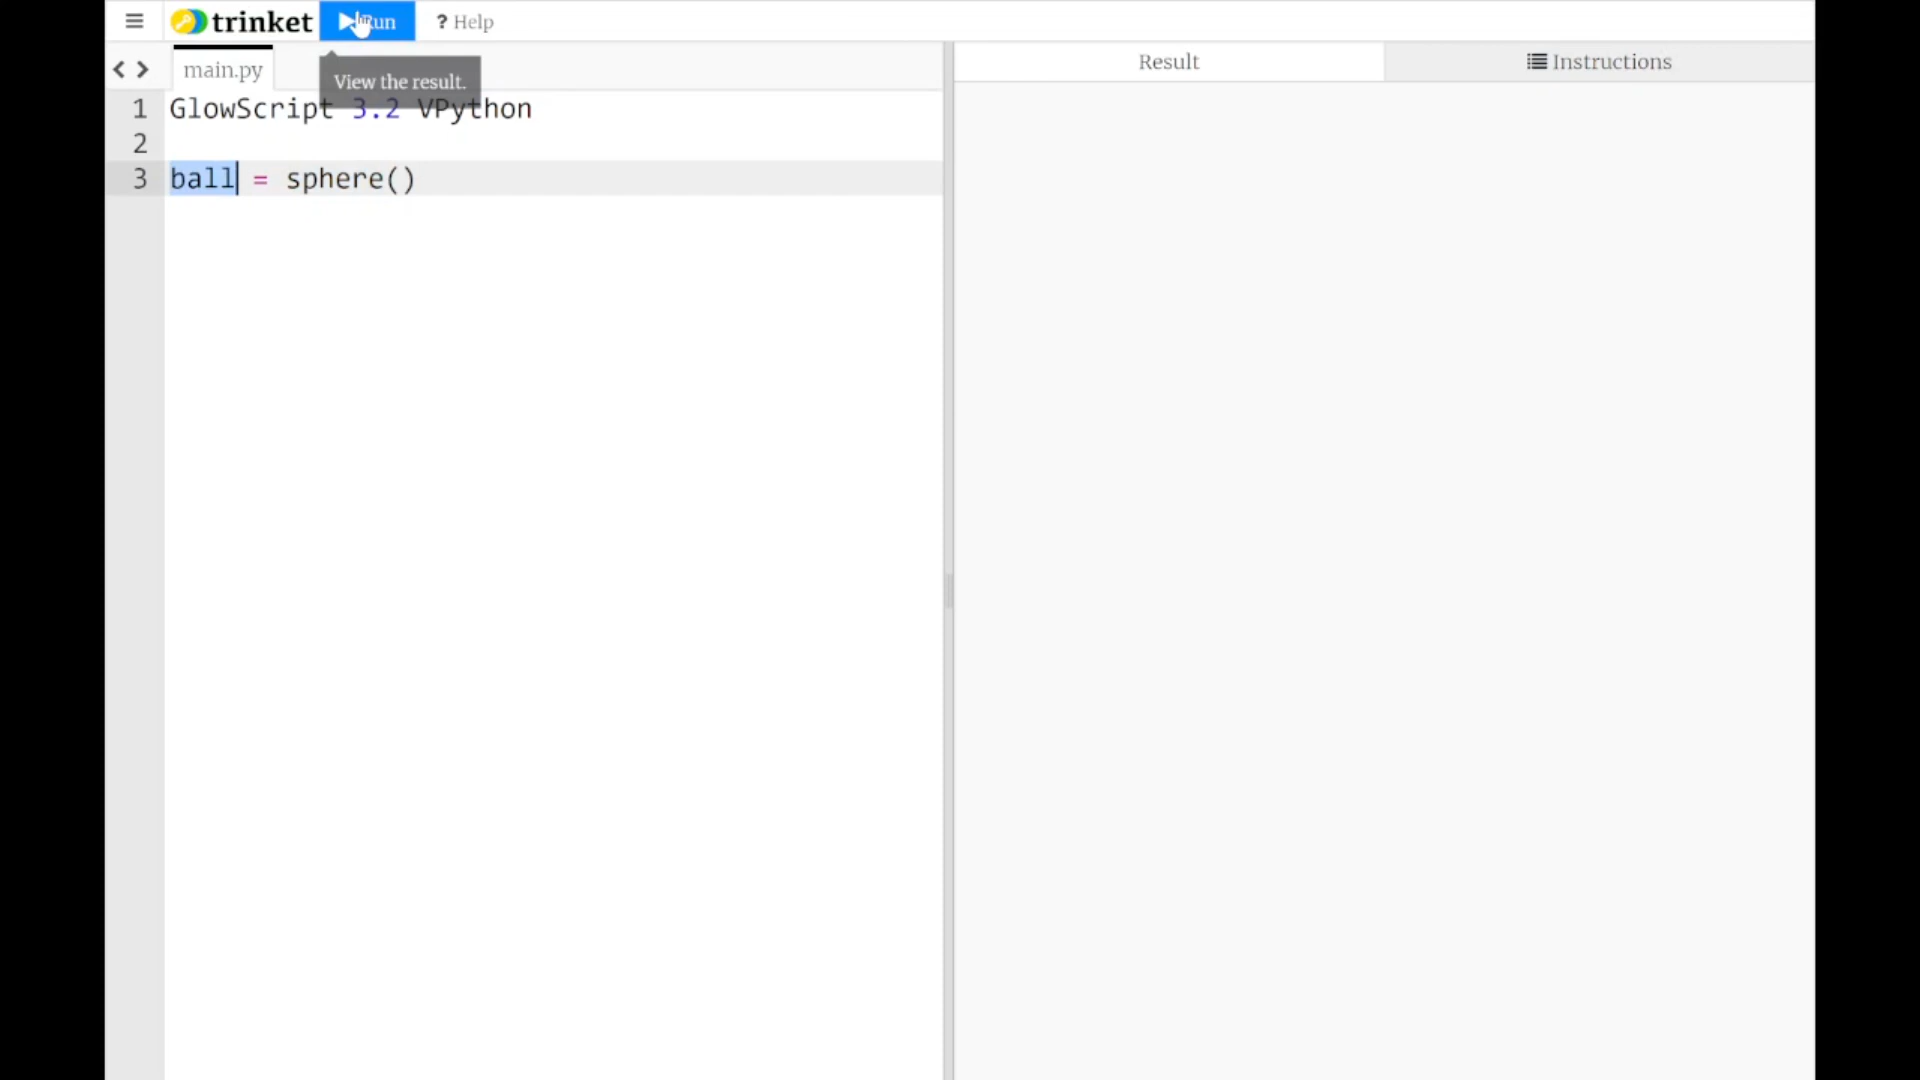 trinket Run ? Help
main.py
View the result.
Result Instructions
1 GlowScript 3.2 VPython
2
3 ball = sphere()